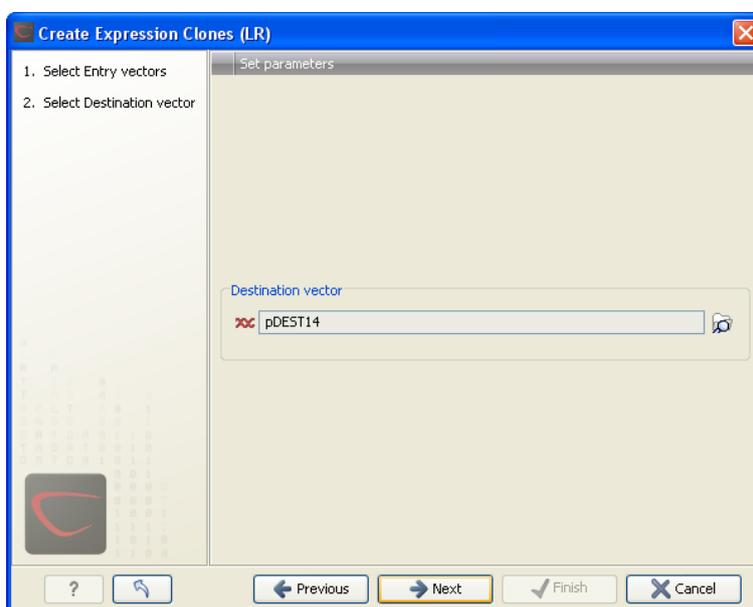 Create Expression Clones (LR)
1. Select Entry vectors
2. Select Destination vector
Set parameters
Destination vector
pDEST14
?
Previous
Next
Finish
Cancel